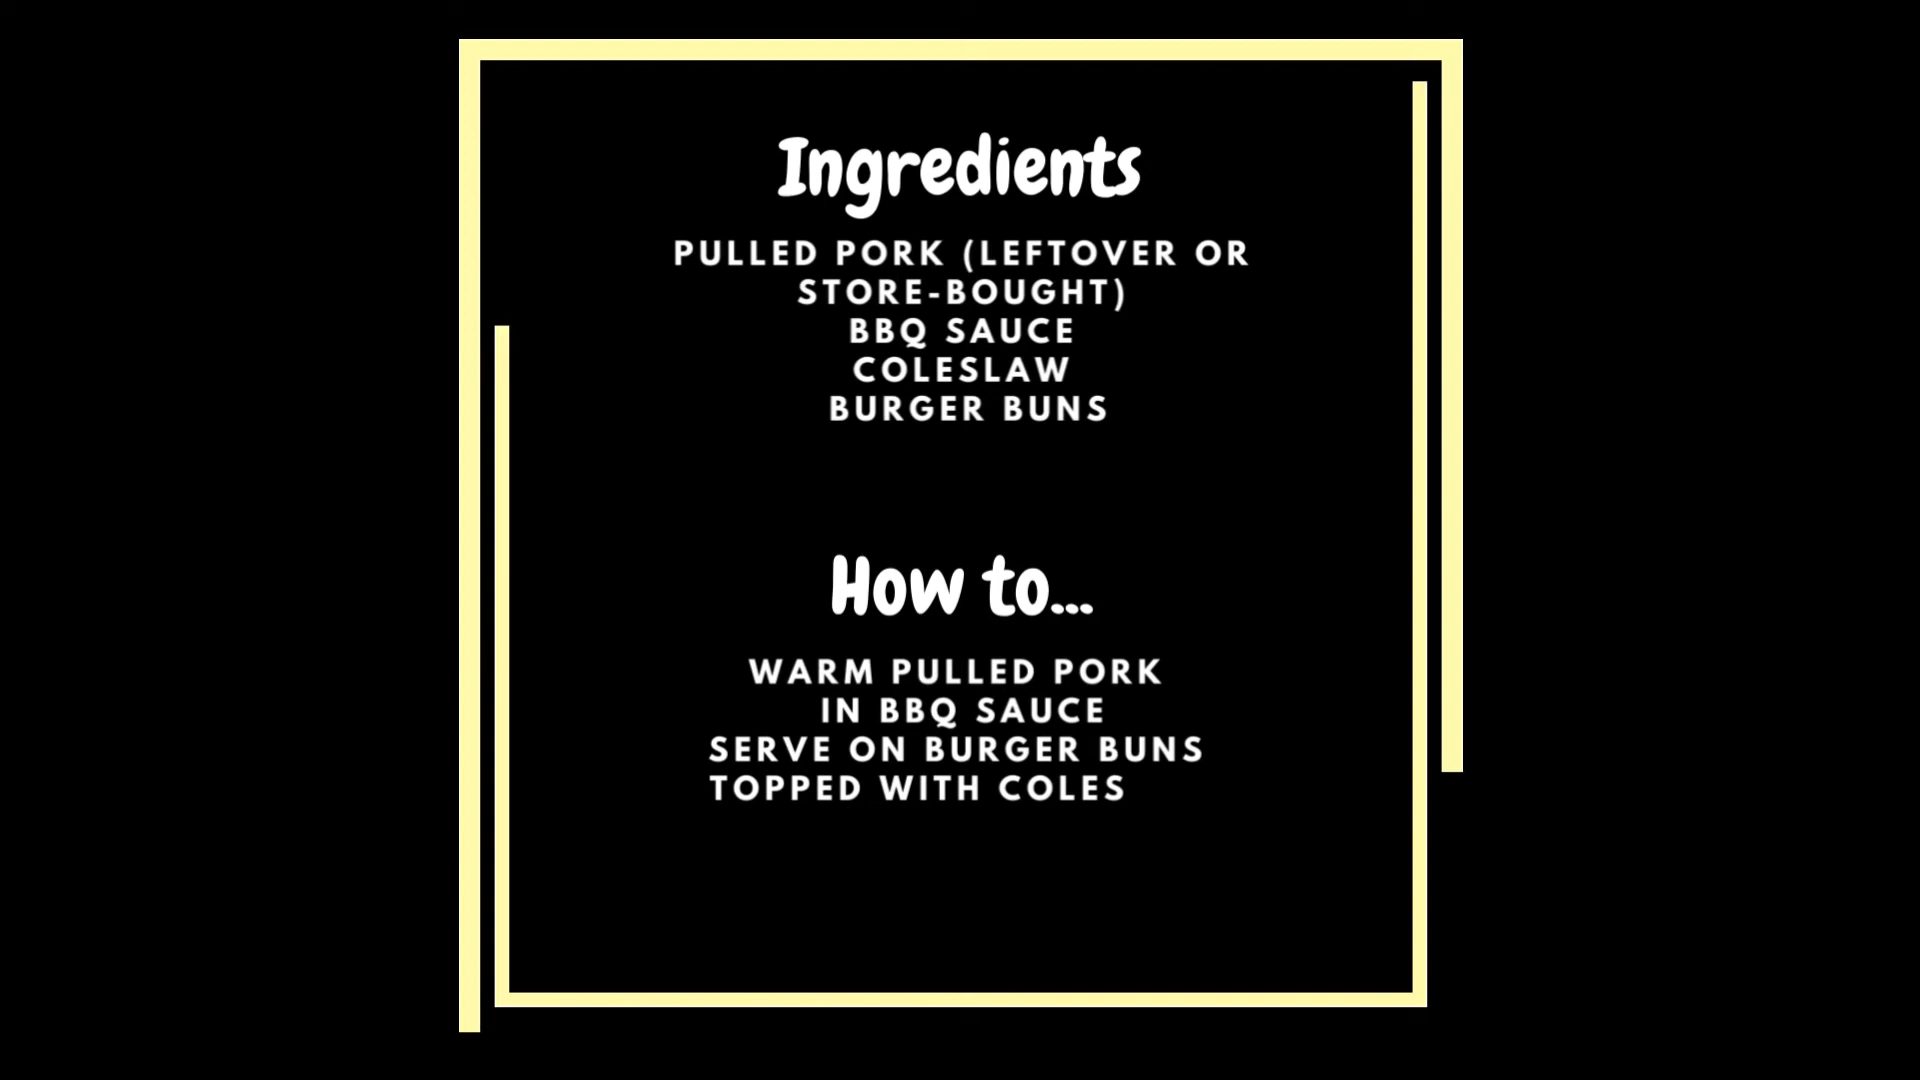 Ingredients
PULLED PORK (LEFTOVER OR
STORE-BOUGHT)
BBQ SAUCE
COLESLAW
BURGER BUNS
How to...
WARM PULLED PORK
IN BBQ SAUCE
SERVE ON BURGER BUNS
TOPPED WITH COLES